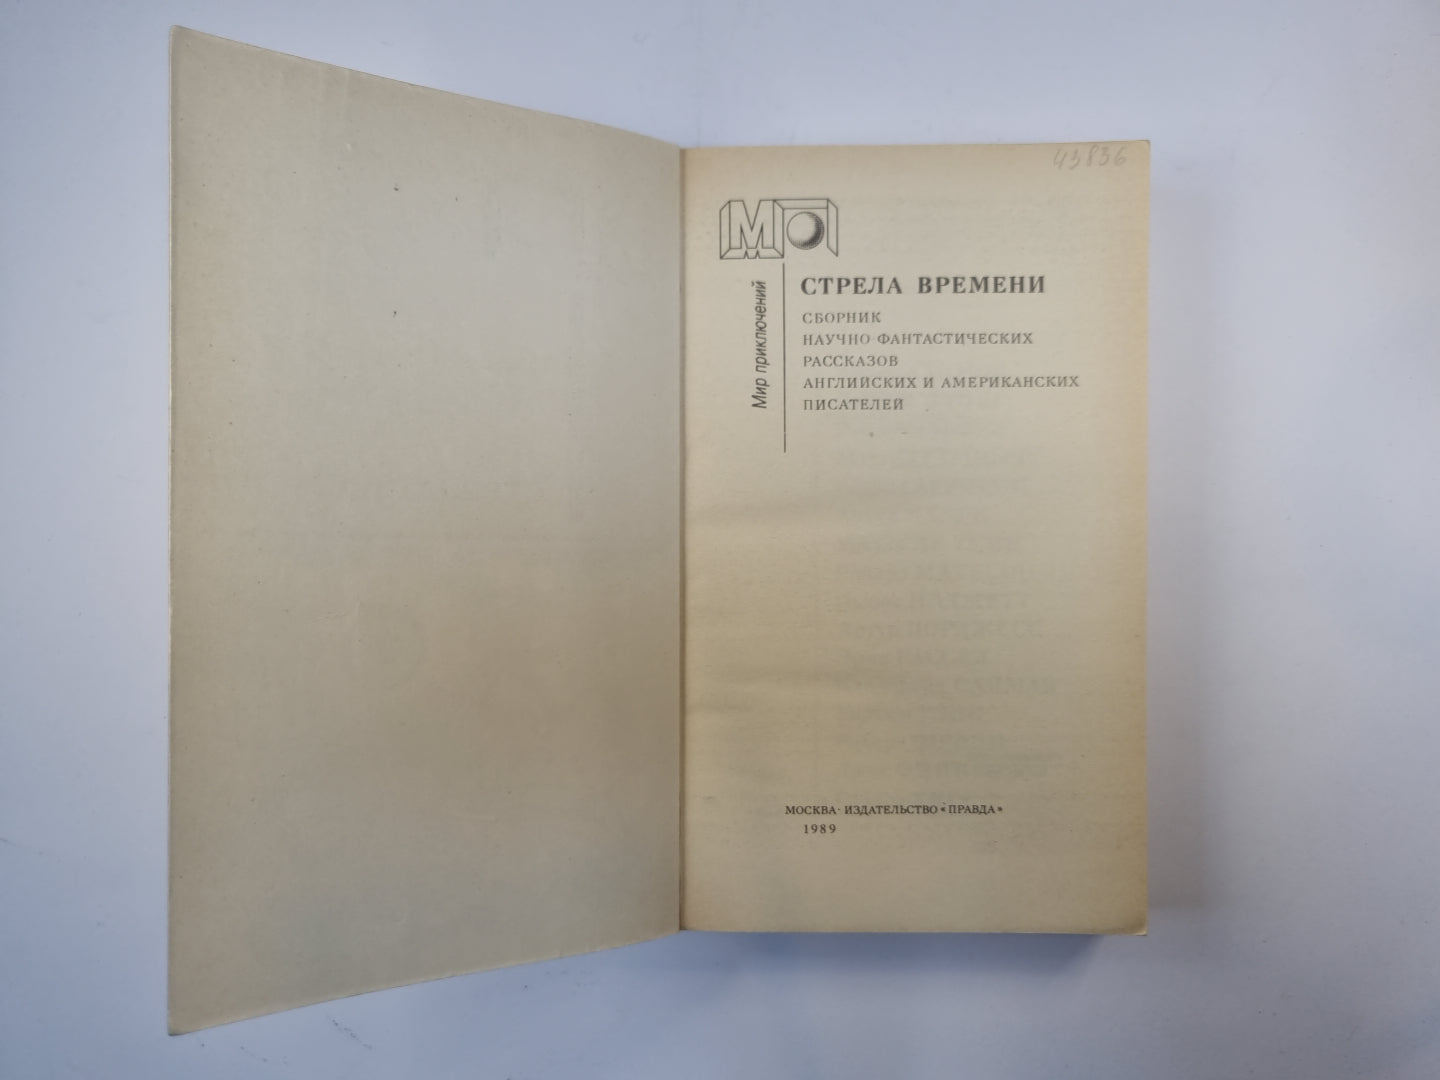 43836
М
Мир приключений
СТРЕЛА ВРЕМЕНИ
СБОРНИК
НАУЧНО-ФАНТАСТИЧЕСКИХ
РАССКАЗОВ
АНГЛИЙСКИХ И АМЕРИКАНСКИХ
ПИСАТЕЛЕЙ
МОСКВА· ИЗДАТЕЛЬСТВО «ПРАВДА»
1989